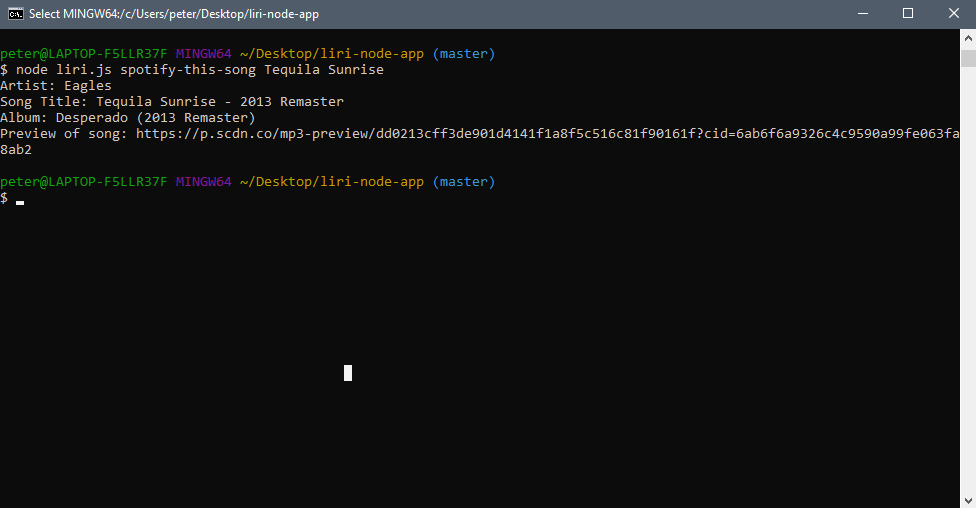 Select MINGW64:/c/Users/peter/Desktop/liri-node-app
peter@LAPTOP-F5LLR37F MINGW64 ~/Desktop/liri-node-app (master)
$ node liri.js spotify-this-song Tequila Sunrise
Artist: Eagles
Song Title: Tequila Sunrise - 2013 Remaster
Album: Desperado (2013 Remaster)
Preview of song: https://p.scdn.co/mp3-preview/dd0213cff3de901d4141f1a8f5c516c81f90161f?cid=6ab6f6a9326c4c9590a99fe063fa
8ab2
peter@LAPTOP-F5LLR37F MINGW64 ~/Desktop/liri-node-app (master)
$